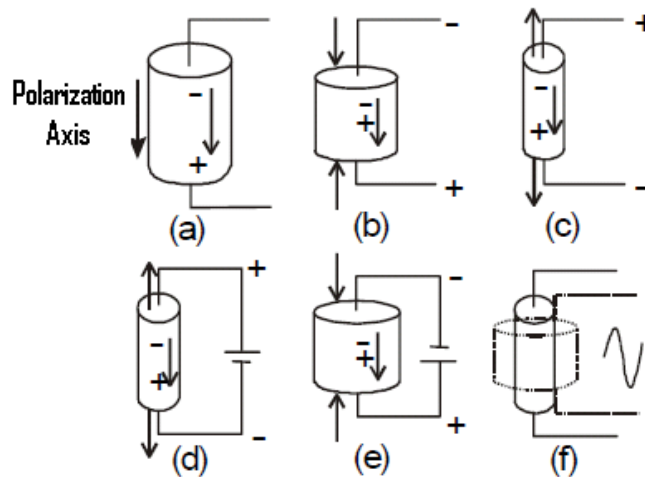 Polarization
Axis
-
+
(a)
-
-
+
+
(b)
+
-
+
-
(c)
+
-
+
-
(d)
-
-
+
+
(e)
(f)